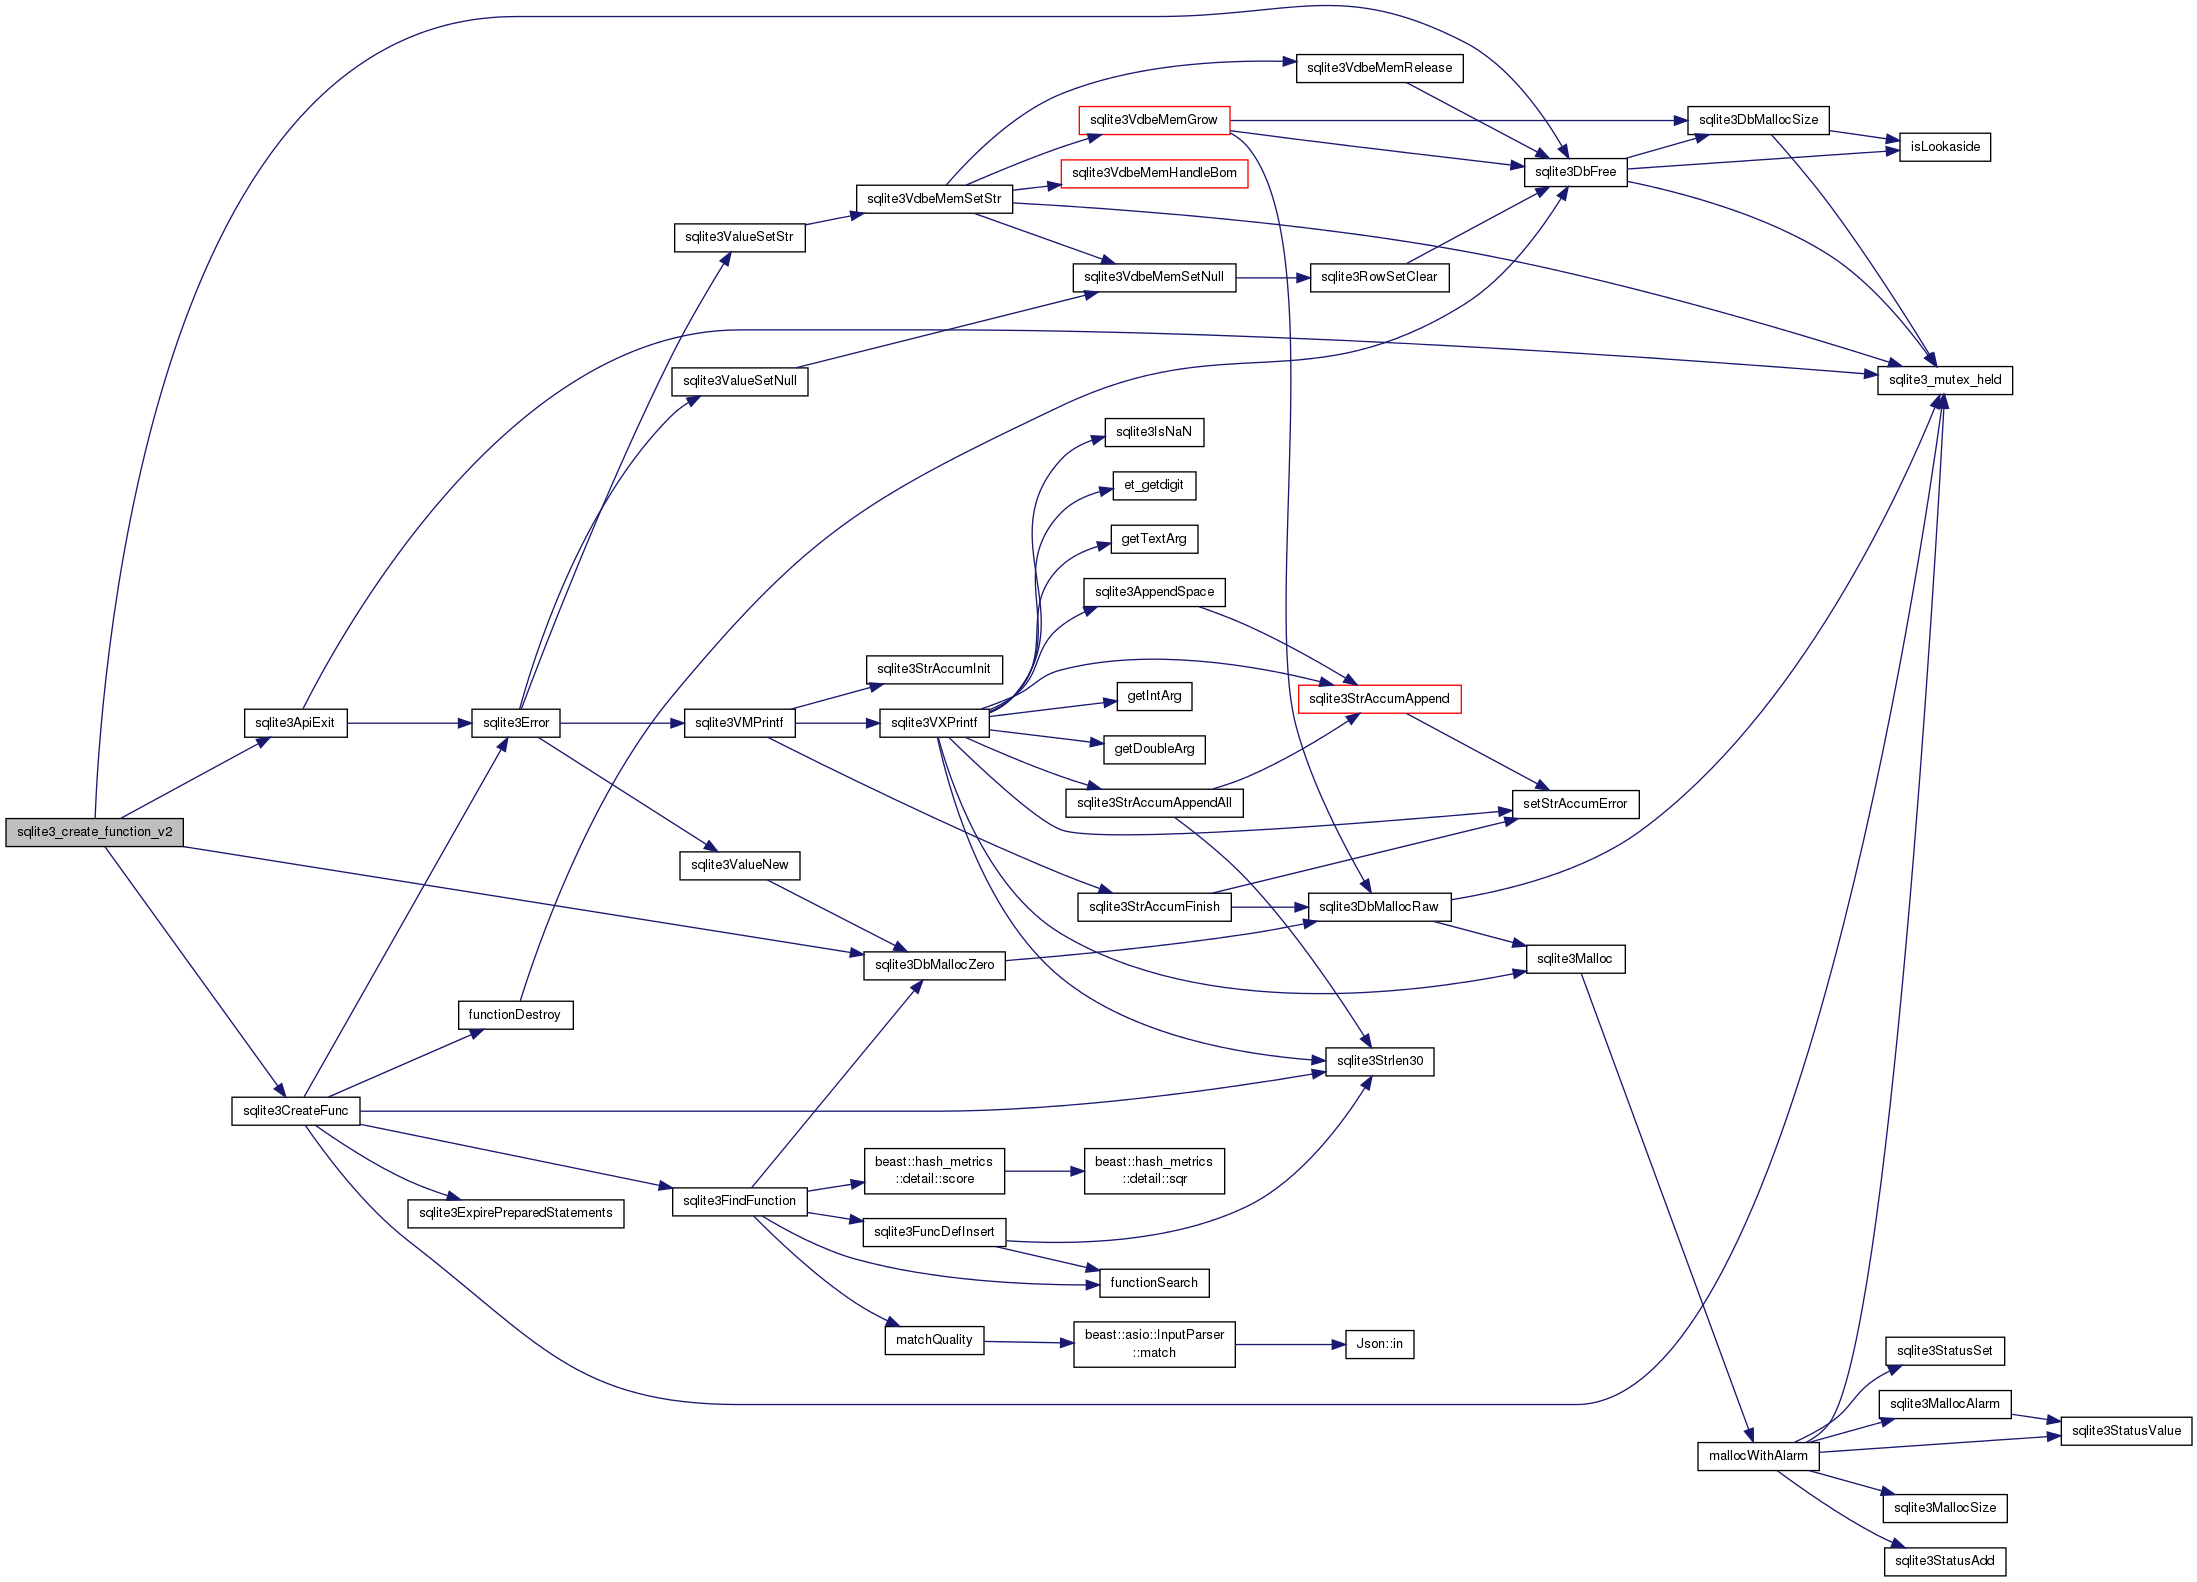 sqlite3VdbeMemRelease
sqlite3VdbeMemGrow
sqlite3DbMallocSize
isLookaside
sqlite3VdbeMemHandleBom
sqlite3DbFree
sqlite3VdbeMemSetStr
sqlite3ValueSetStr
sqlite3VdbeMemSetNull
sqlite3RowSetClear
sqlite3ValueSetNull
sqlite3_mutex_held
sqlite3IsNaN
et_getdigit
getTextArg
sqlite3AppendSpace
sqlite3StrAccumInit
getIntArg
sqlite3StrAccumAppend
sqlite3ApiExit
sqlite3Error
sqlite3VMPrintf
sqlite3VXPrintf
getDoubleArg
sqlite3StrAccumAppendAll
setStrAccumError
sqlite3_create_function_v2
sqlite3ValueNew
sqlite3StrAccumFinish
sqlite3DbMallocRaw
sqlite3DbMallocZero
sqlite3Malloc
functionDestroy
sqlite3Strlen30
sqlite3CreateFunc
beast::hash_metrics
::detail::score
beast::hash_metrics
::detail::sqr
sqlite3FindFunction
sqlite3ExpirePreparedStatements
sqlite3FuncDefInsert
functionSearch
matchQuality
beast::asio::InputParser
::match
Json::in
sqlite3StatusSet
sqlite3MallocAlarm
sqlite3StatusValue
mallocWithAlarm
sqlite3MallocSize
sqlite3StatusAdd